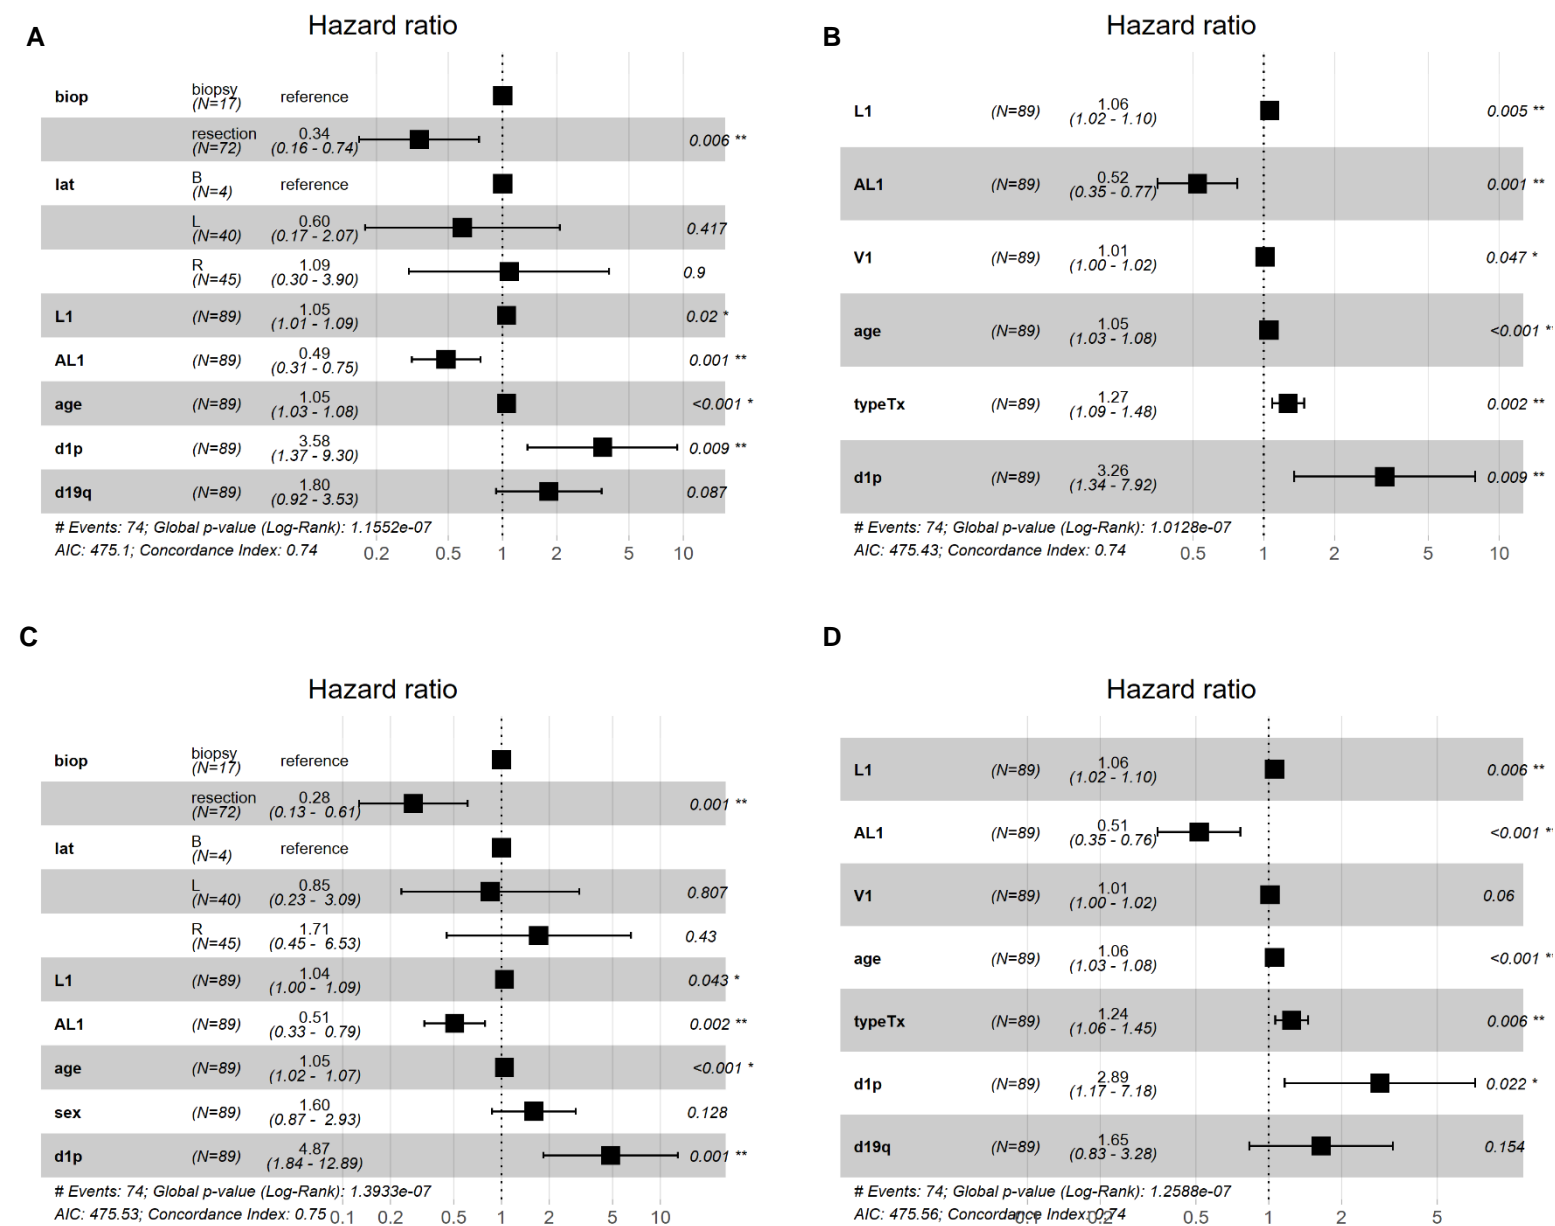 A
Hazard ratio
biop
biopsy
(N=17)
reference
resection
(N=72)
0.34
(0.16 - 0.74)
0.006 **
lat
B
(N=4)
reference
L
(N=40)
0.60
(0.17 - 2.07)
0.417
R
(N=45)
1.09
(0.30 - 3.90)
0.9
L1
(N=89)
1.05
(1.01 - 1.09)
0.02 *
AL1
(N=89)
0.49
(0.31 - 0.75)
0.001 **
age
(N=89)
1.05
(1.03 - 1.08)
<0.001 *
d1p
(N=89)
3.58
(1.37 - 9.30)
0.009 **
d19q
(N=89)
1.80
(0.92 - 3.53)
0.087
# Events: 74; Global p-value (Log-Rank): 1.1552e-07
AIC: 475.1; Concordance Index: 0.74
0.2 0.5 1 2 5 10
B
Hazard ratio
L1
(N=89)
1.06
(1.02 - 1.10)
0.005 **
AL1
(N=89)
0.52
(0.35 - 0.77)
0.001 **
V1
(N=89)
1.01
(1.00 - 1.02)
0.047 *
age
(N=89)
1.05
(1.03 - 1.08)
<0.001 **
typeTx
(N=89)
1.27
(1.09 - 1.48)
0.002 **
d1p
(N=89)
3.26
(1.34 - 7.92)
0.009 **
# Events: 74; Global p-value (Log-Rank): 1.0128e-07
AIC: 475.43; Concordance Index: 0.74
0.5 1 2 5 10
C
Hazard ratio
biop
biopsy
(N=17)
reference
resection
(N=72)
0.28
(0.13 - 0.61)
0.001 **
lat
B
(N=4)
reference
L
(N=40)
0.85
(0.23 - 3.09)
0.807
R
(N=45)
1.71
(0.45 - 6.53)
0.43
L1
(N=89)
1.04
(1.00 - 1.09)
0.043 *
AL1
(N=89)
0.51
(0.33 - 0.79)
0.002 **
age
(N=89)
1.05
(1.02 - 1.07)
<0.001 *
sex
(N=89)
1.60
(0.87 - 2.93)
0.128
d1p
(N=89)
4.87
(1.84 - 12.89)
0.001 **
# Events: 74; Global p-value (Log-Rank): 1.3933e-07
AIC: 475.53; Concordance Index: 0.75
0.1 0.2 0.5 1 2 5 10
D
Hazard ratio
L1
(N=89)
1.06
(1.02 - 1.10)
0.006 **
AL1
(N=89)
0.51
(0.35 - 0.76)
<0.001 **
V1
(N=89)
1.01
(1.00 - 1.02)
0.06
age
(N=89)
1.06
(1.03 - 1.08)
<0.001 **
typeTx
(N=89)
1.24
(1.06 - 1.45)
0.006 **
d1p
(N=89)
2.89
(1.17 - 7.18)
0.022 *
d19q
(N=89)
1.65
(0.83 - 3.28)
0.154
# Events: 74; Global p-value (Log-Rank): 1.2588e-07
AIC: 475.56; Concordance Index: 0.74
0.1 0.2 0.5 1 2 5